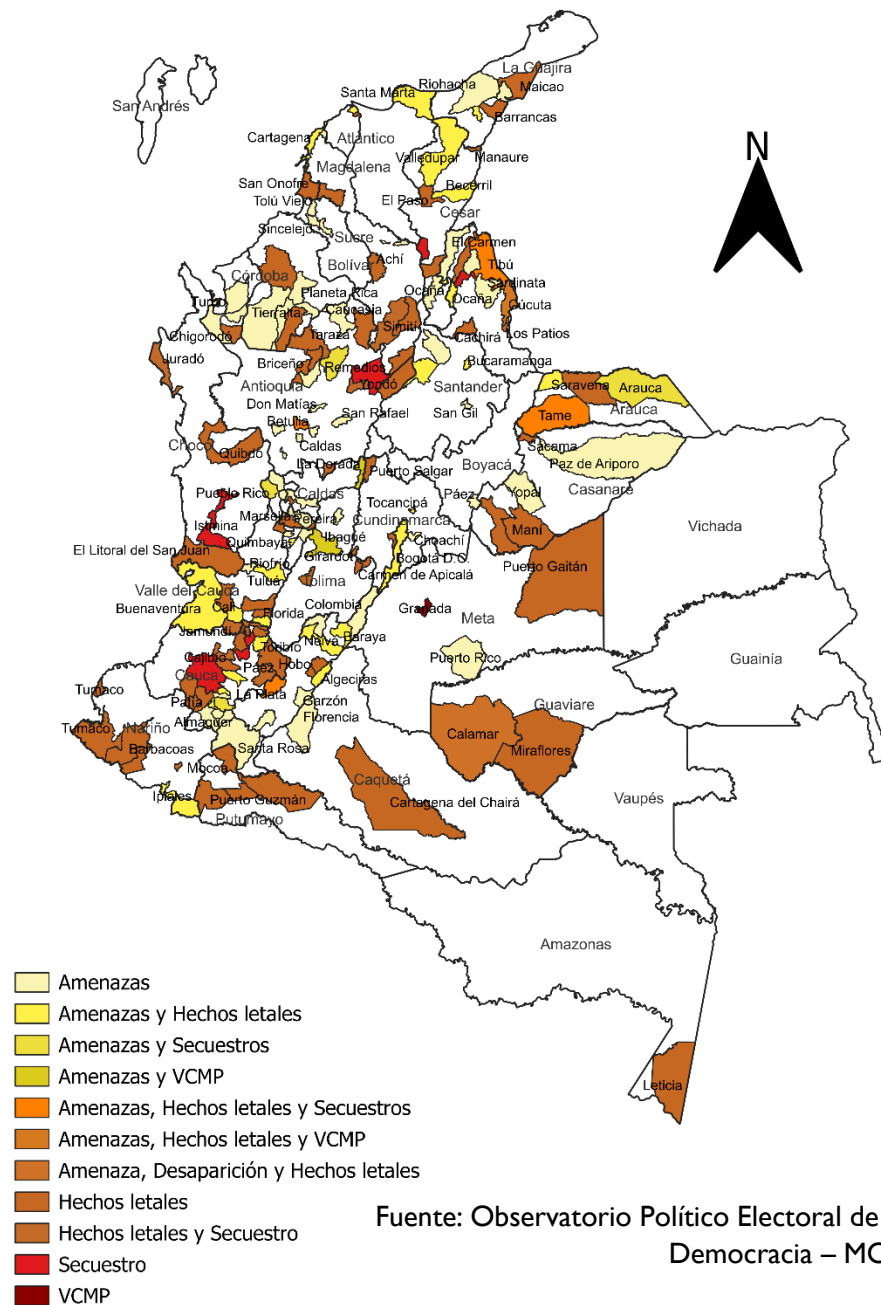 La Guajira
Riohacha
Maicao
Santa Marta
San Andrés
Barrancas
Atlántico
Cartagena
Magdalena
Valledupar
Manaure
San Onofre
Becerril
Tolú Viejo
El Paso
Cesar
Sincelejo
Sucre
El Carmen
Achí
Bolíva
Tibú
Córdoba
Sardinata
Planeta Rica
Ocaña
Ocaña
Cúcuta
Turbo
Tierralta
Caucasia
Simití
Chigorodó
Tarazá
Cáchira
Los Patios
Jurado
Briceño
Remedios
Bucaramanga
Antioquia
Yondó
Santander
Saravena
Arauca
Don Matías
San Rafael
San Gil
Tame
Arauca
Betulia
Chocó
Quibdó
Caldas
Sácama
La Dorada
Puerto Salgar
Boyacá
Paz de Ariporo
Pueblo Rico
Caldas
Tocancipá
Páez
Yopal
Casanare
Marsella
Pereira
Cundinamarca
Vichada
Istmina
Quimbaya
Ibagué
Choachí
Maní
El Litoral del San Juan
Girardot
Bogotá D.C.
Riofrío
Carmen de Apicalá
Puerto Gaitán
Tuluá
Tolima
Valle del Cauca
Colombia
Granada
Buenaventura
Cali
Florida
Meta
Jamundí
Toribío
Neiva
Baraya
Guainía
Cajibío
Páez
Hobo
Puerto Rico
Cauca
Algeciras
Tumaco
La Plata
Patía
Garzón
Guaviare
Almaguer
Florencia
Tumaco
Nariño
Calamar
Barbacoas
Santa Rosa
Miraflores
Mocoa
Caquetá
Vaupés
Ipiales
Puerto Guzmán
Cartagena del Chairá
Putumayo
Amazonas
Leticia
N
Amenazas
Amenazas y Hechos letales
Amenazas y Secuestros
Amenazas y VCMP
Amenazas, Hechos letales y Secuestros
Amenazas, Hechos letales y VCMP
Amenaza, Desaparición y Hechos letales
Hechos letales
Hechos letales y Secuestro
Secuestro
VCMP
Fuente: Observatorio Político Electoral de
Democracia – MO